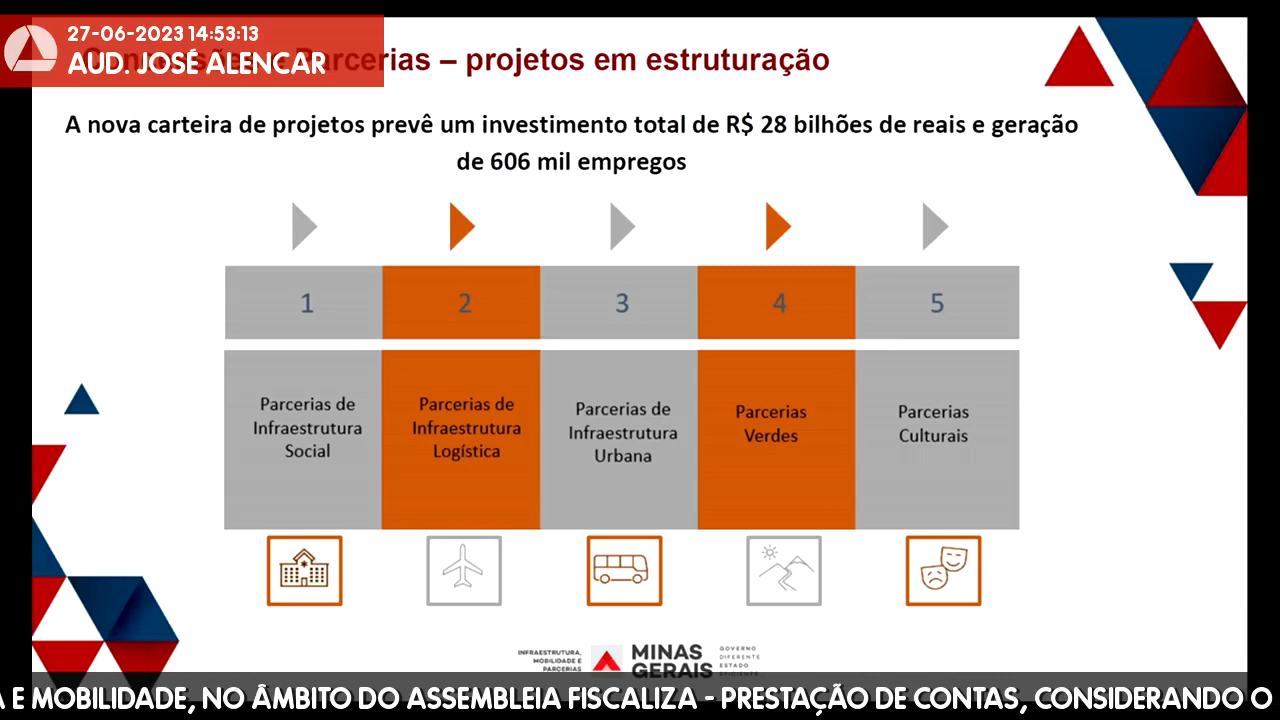 27-06-2023 14:53:13
AUD. JOSÉ ALENCAR
Parcerias – projetos em estruturação
A nova carteira de projetos prevê um investimento total de R$ 28 bilhões de reais e geração
de 606 mil empregos
1
2
3
4
5
Parcerias de
Infraestrutura
Social
Parcerias de
Infraestrutura
Logística
Parcerias de
Infraestrutura
Urbana
Parcerias
Verdes
Parcerias
Culturais
INFRAESTRUTURA,
MOBILIDADE E
PARCERIAS
MINAS
GERAIS
GOVERNO
DIFERENTE
ESTADO
EFICIENTE
A E MOBILIDADE, NO ÂMBITO DO ASSEMBLEIA FISCALIZA - PRESTAÇÃO DE CONTAS, CONSIDERANDO O